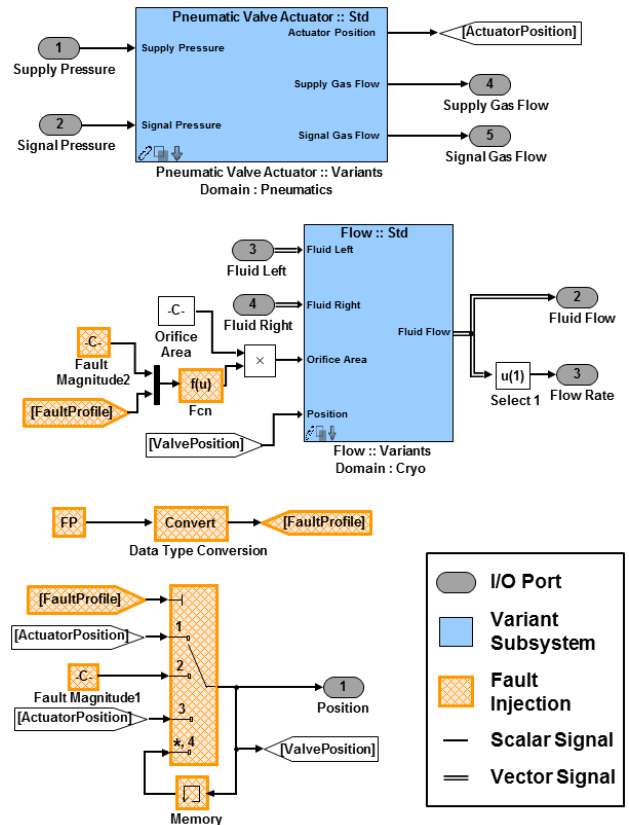 Pneumatic Valve Actuator :: Std
1
Supply Pressure
Supply Pressure
Actuator Position
[ActuatorPosition]
Supply Gas Flow
4
Supply Gas Flow
2
Signal Pressure
Signal Pressure
Signal Gas Flow
5
Signal Gas Flow
Pneumatic Valve Actuator :: Variants
Domain : Pneumatics
Flow :: Std
3
Fluid Left
Fluid Left
4
Fluid Right
Fluid Right
-C-
Orifice
Area
-C-
Fault
Magnitude2
[FaultProfile]
f(u)
Fcn
×
Orifice Area
[ValvePosition]
Position
Fluid Flow
2
Fluid Flow
u(1)
Select 1
3
Flow Rate
Flow :: Variants
Domain : Cryo
FP
Convert
[FaultProfile]
Data Type Conversion
[FaultProfile]
[ActuatorPosition]
1
-C-
2
Fault Magnitude1
[ActuatorPosition]
3
*, 4
1
Position
[ValvePosition]
Memory
I/O Port
Variant
Subsystem
Fault
Injection
Scalar Signal
Vector Signal